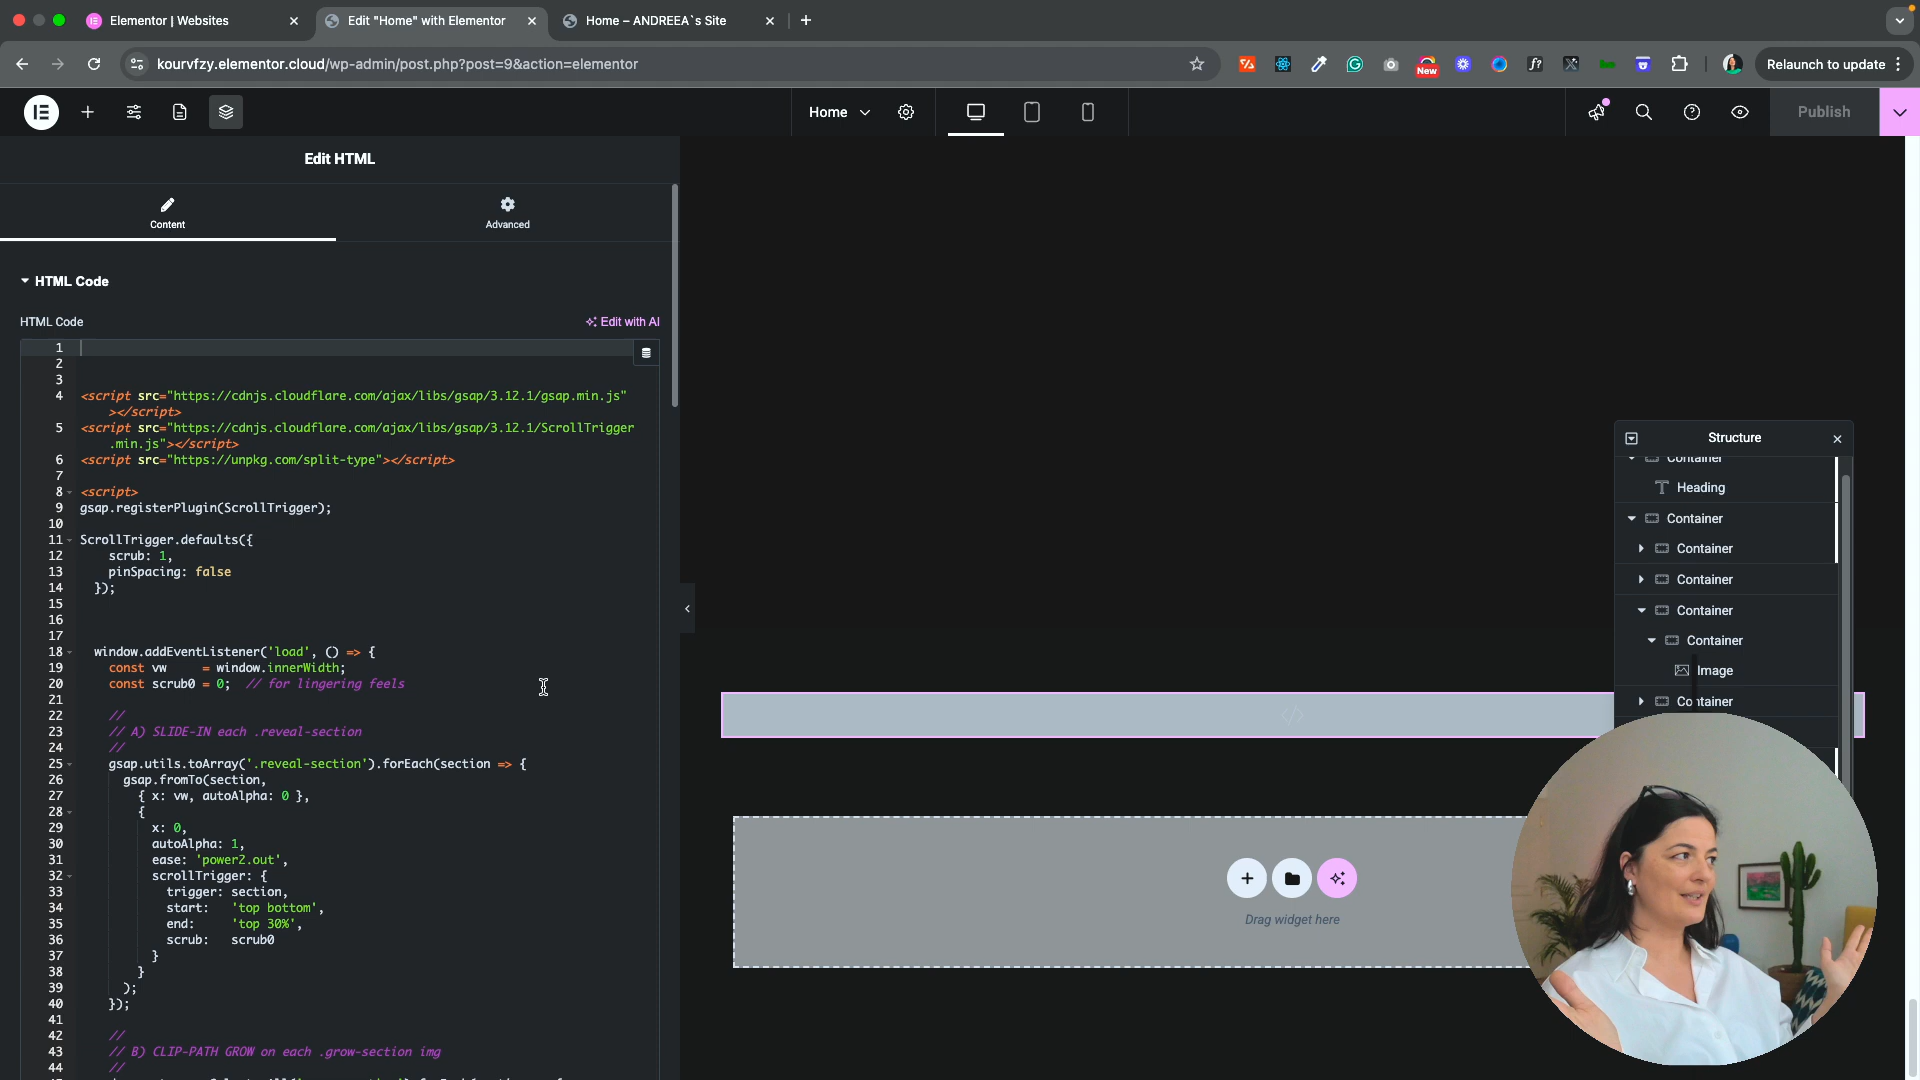 Elementor | Websites
Edit "Home" with Elementor
Home – ANDREEA`s Site
kourvfzy.elementor.cloud/wp-admin/post.php?post=9&action=elementor
New
Relaunch to update
Home
Publish
Edit HTML
Content
Advanced
HTML Code
HTML Code
Edit with AI
1
2
3
4 <script src="https://cdnjs.cloudflare.com/ajax/libs/gsap/3.12.1/gsap.min.js"
></script>
5 <script src="https://cdnjs.cloudflare.com/ajax/libs/gsap/3.12.1/ScrollTrigger
.min.js"></script>
6 <script src="https://unpkg.com/split-type"></script>
7
8 <script>
9 gsap.registerPlugin(ScrollTrigger);
10
11 ScrollTrigger.defaults({
12 scrub: 1,
13 pinSpacing: false
14 });
15
16
17
18 window.addEventListener('load', () => {
19 const vw = window.innerWidth;
20 const scrub0 = 0; // for lingering feels
21
22 //
23 // A) SLIDE-IN each .reveal-section
24 //
25 gsap.utils.toArray('.reveal-section').forEach(section => {
26 gsap.fromTo(section,
27 { x: vw, autoAlpha: 0 },
28 {
29 x: 0,
30 autoAlpha: 1,
31 ease: 'power2.out',
32 scrollTrigger: {
33 trigger: section,
34 start: 'top bottom',
35 end: 'top 30%',
36 scrub: scrub0
37 }
38 }
39 );
40 });
41
42 //
43 // B) CLIP-PATH GROW on each .grow-section img
44 //
Structure
Container
Heading
Container
Container
Container
Container
Container
Image
Container
Drag widget here